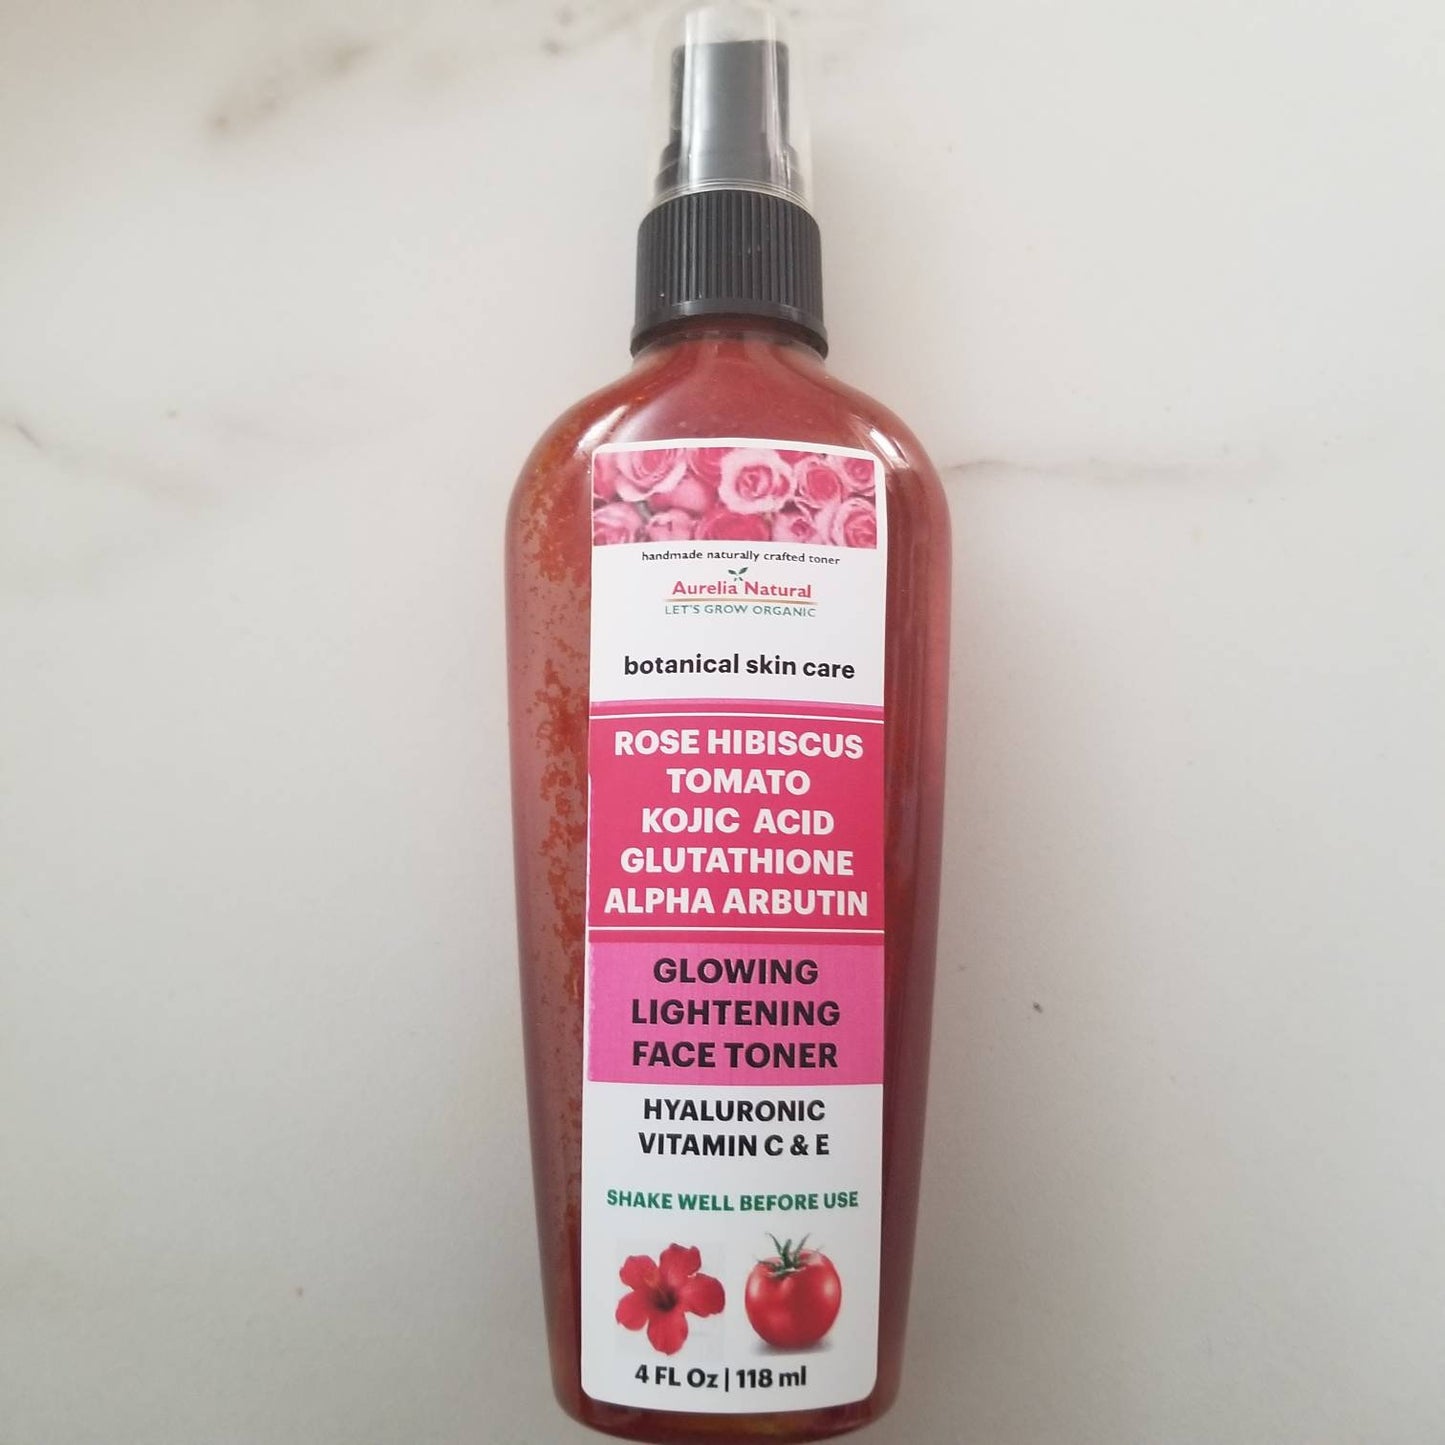 handmade naturally crafted toner
Aurelia Natural
LET'S GROW ORGANIC
botanical skin care
ROSE HIBISCUS
TOMATO
KOJIC ACID
GLUTATHIONE
ALPHA ARBUTIN
GLOWING
LIGHTENING
FACE TONER
HYALURONIC
VITAMIN C & E
SHAKE WELL BEFORE USE
4 FL Oz | 118 ml